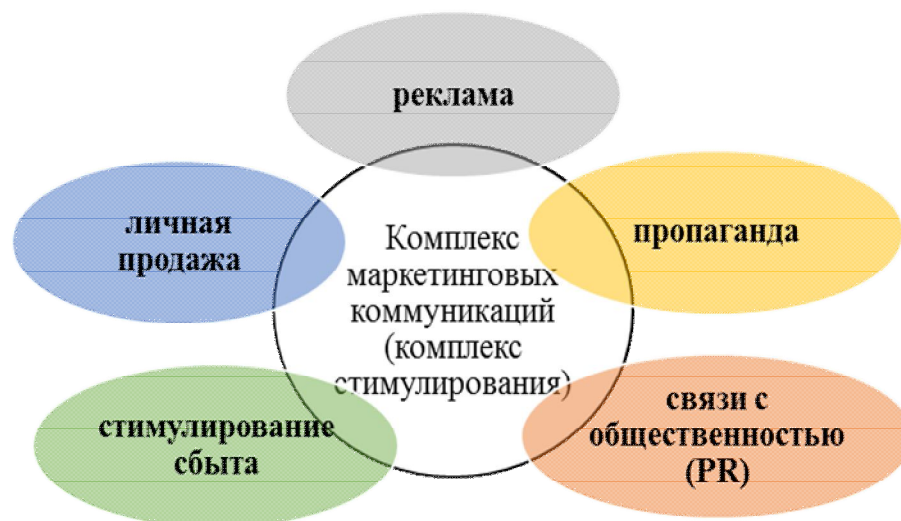 реклама
личная
продажа
Комплекс
маркетинговых
коммуникаций
(комплекс
стимулирования)
пропаганда
стимулирование
сбыта
связи с
общественностью
(PR)